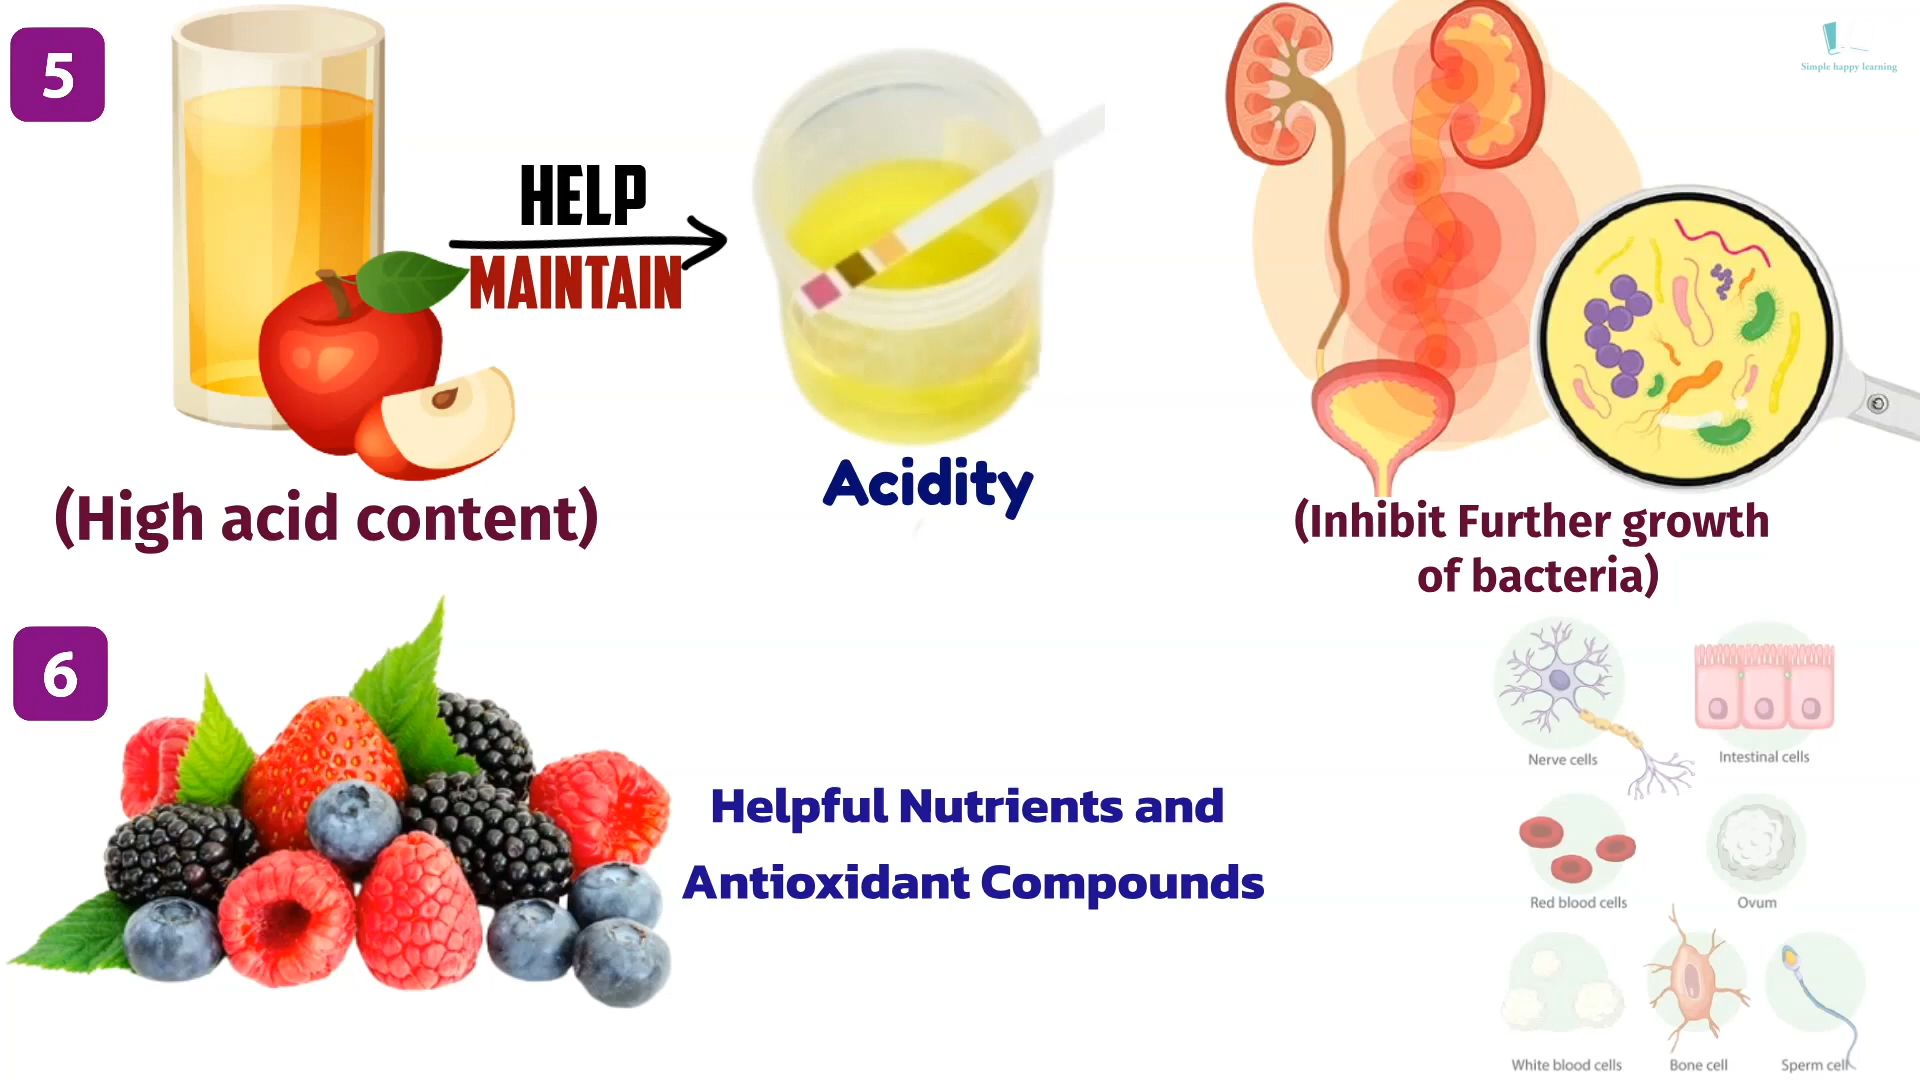 5
Simple happy learning
HELP
MAINTAIN
(High acid content)
Acidity
(Inhibit Further growth
of bacteria)
6
Helpful Nutrients and
Antioxidant Compounds
Nerve cells
Intestinal cells
Red blood cells
Ovum
White blood cells
Bone cell
Sperm cell